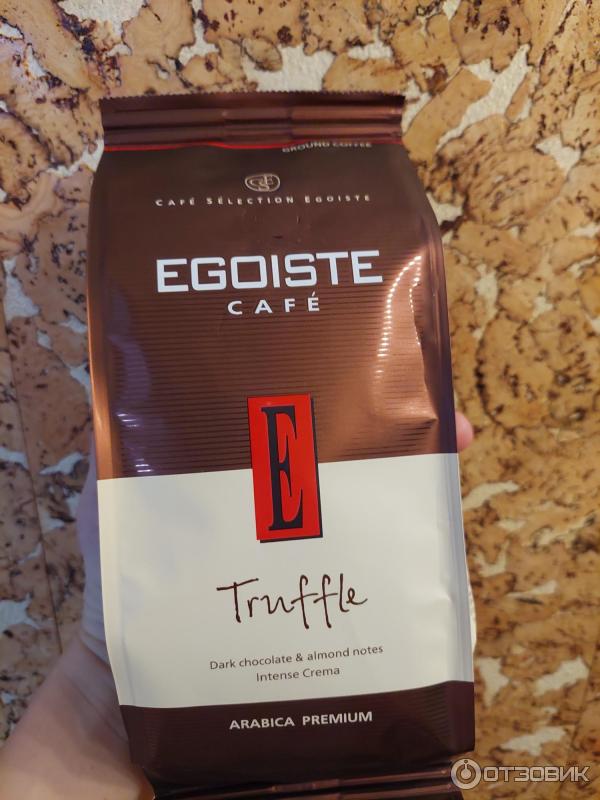 GROUND COFFEE
CAFÉ SÉLECTION EGOISTE
EGOISTE
CAFÉ
E
Truffle
Dark chocolate & almond notes
Intense Crema
ARABICA PREMIUM
ОТЗОВИК